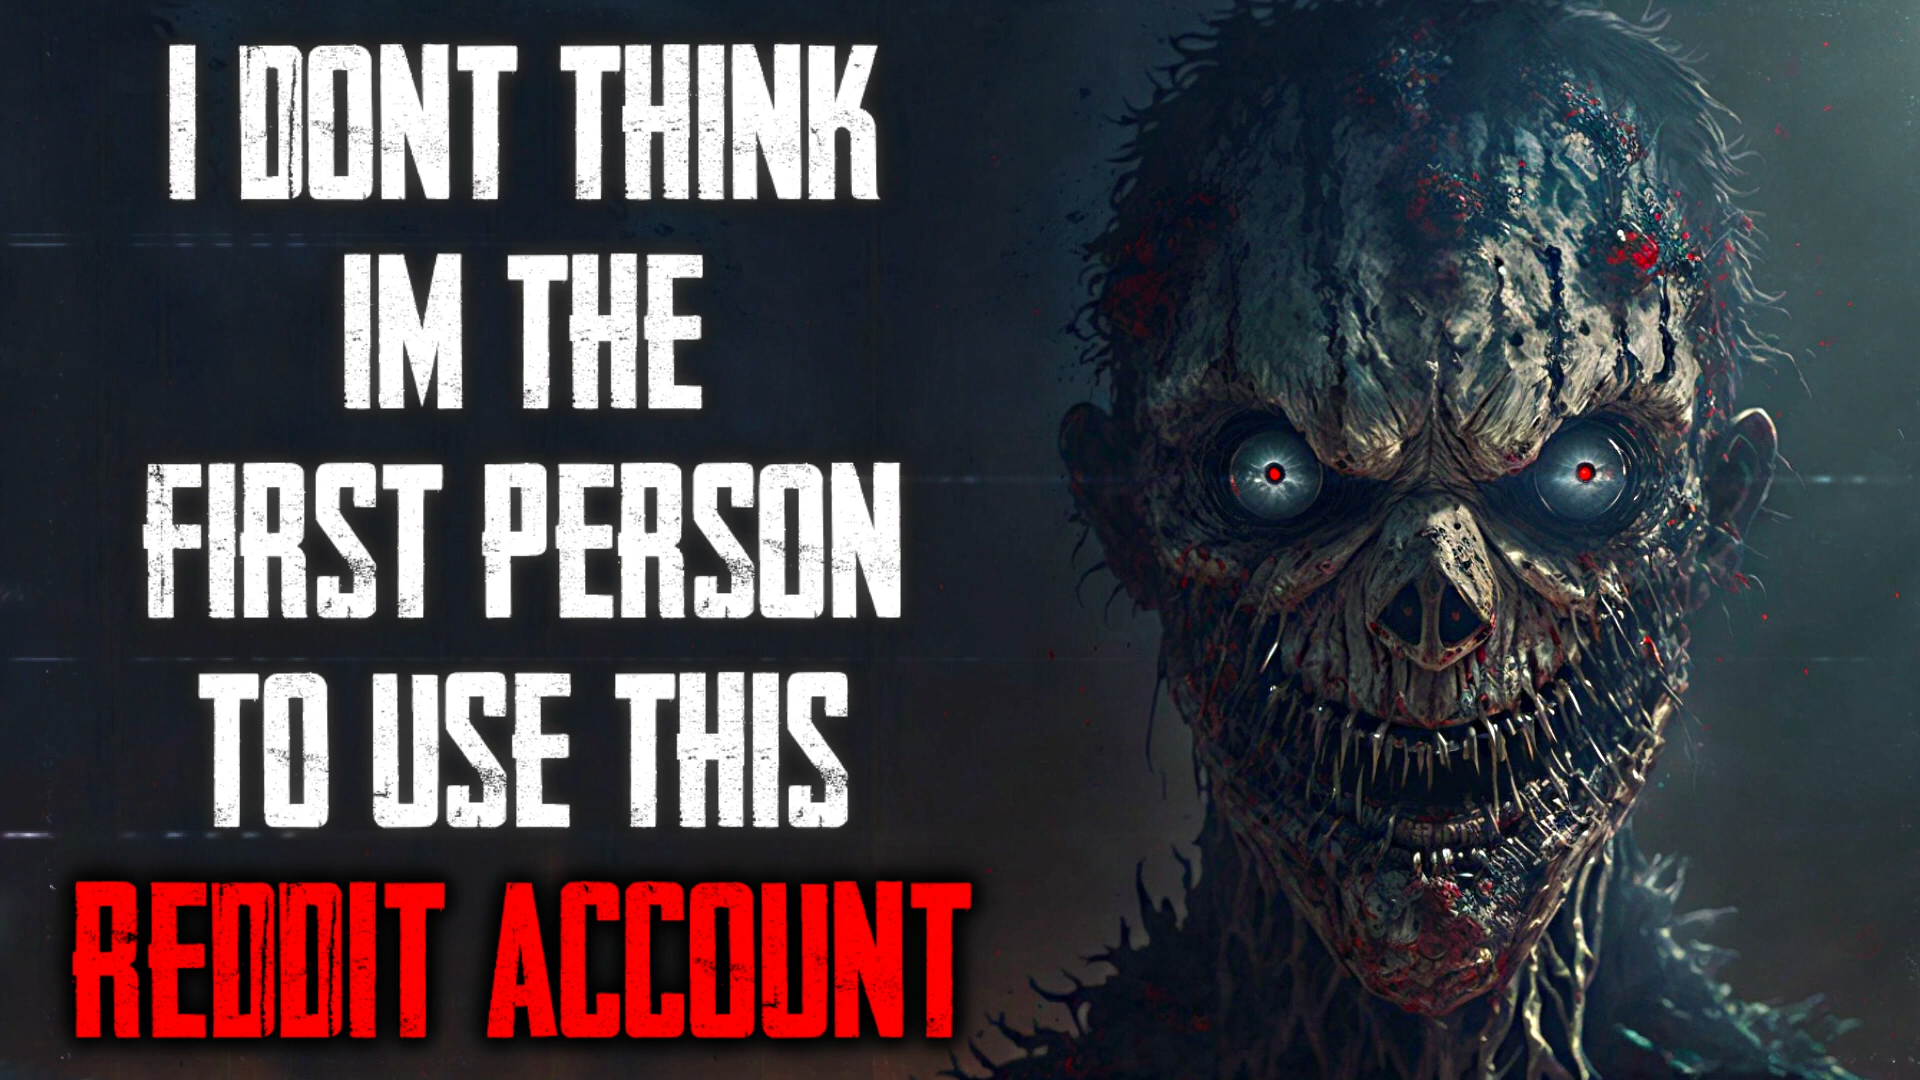 I DONT THINK
IM THE
FIRST PERSON
TO USE THIS
REDDIT ACCOUNT